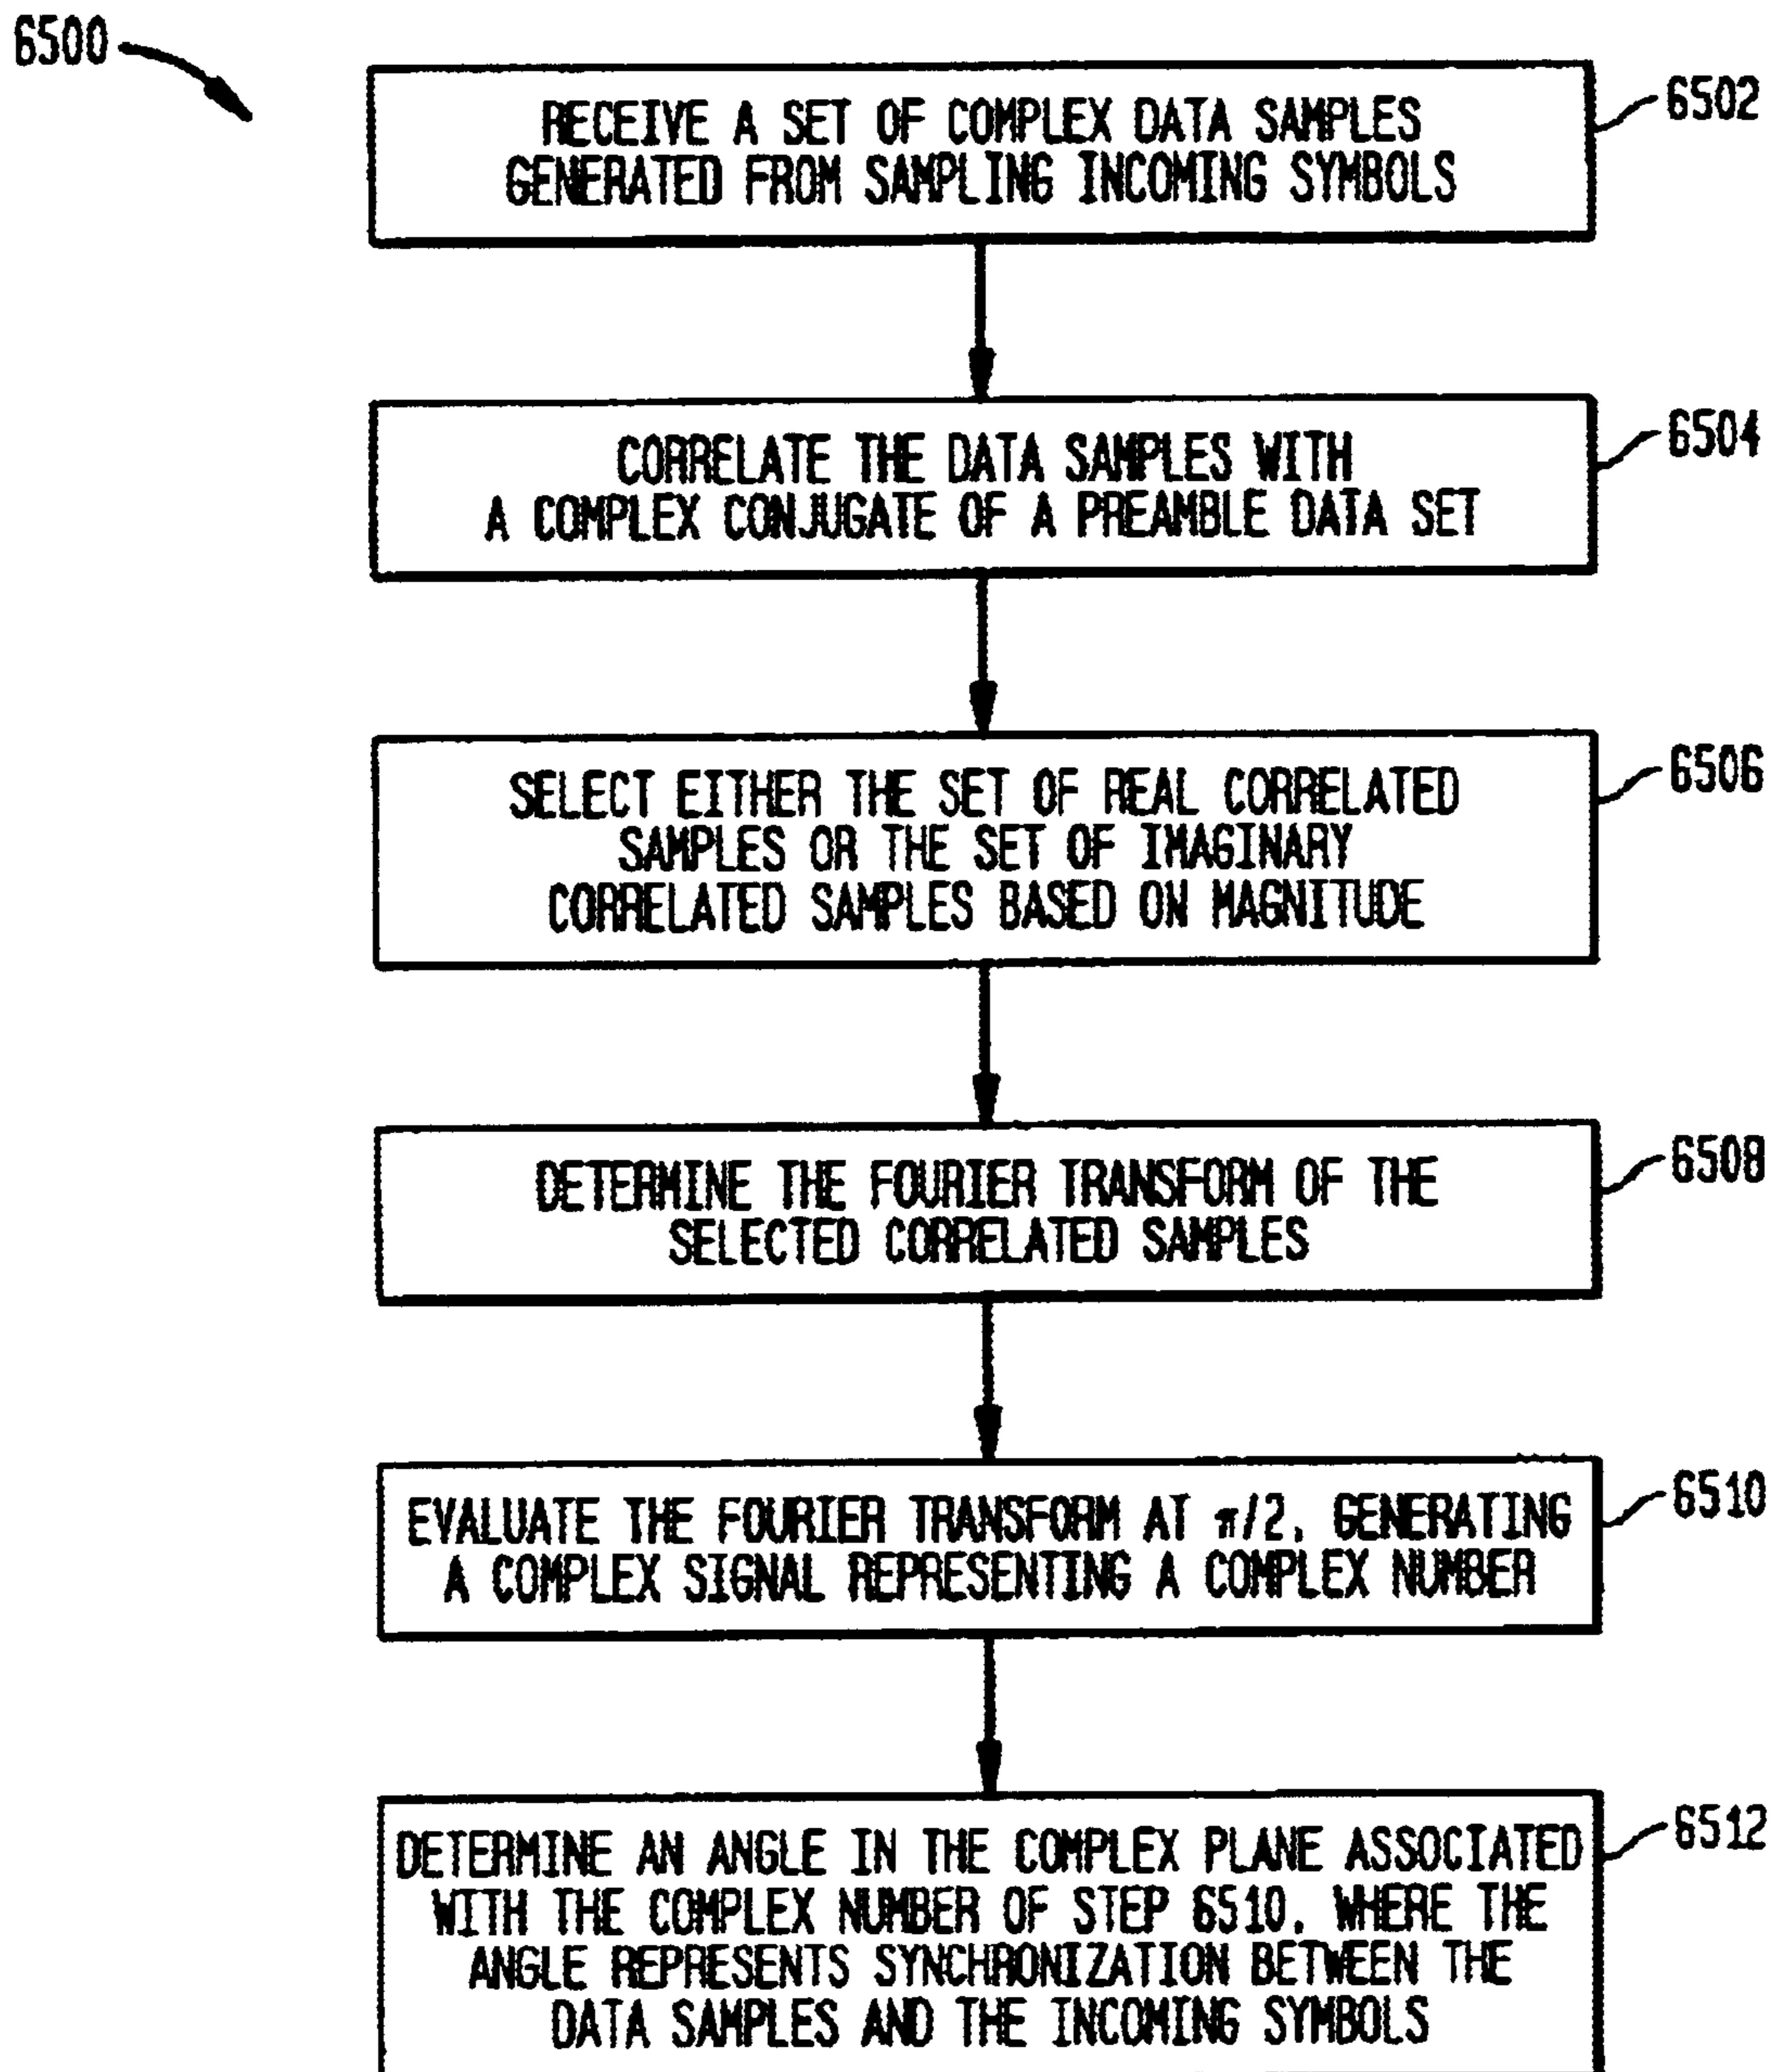 6500
RECEIVE A SET OF COMPLEX DATA SAMPLES
GENERATED FROM SAMPLING INCOMING SYMBOLS
6502
CORRELATE THE DATA SAMPLES WITH
A COMPLEX CONJUGATE OF A PREAMBLE DATA SET
6504
SELECT EITHER THE SET OF REAL CORRELATED
SAMPLES OR THE SET OF IMAGINARY
CORRELATED SAMPLES BASED ON MAGNITUDE
6506
DETERMINE THE FOURIER TRANSFORM OF THE
SELECTED CORRELATED SAMPLES
6508
EVALUATE THE FOURIER TRANSFORM AT π/2, GENERATING
A COMPLEX SIGNAL REPRESENTING A COMPLEX NUMBER
6510
DETERMINE AN ANGLE IN THE COMPLEX PLANE ASSOCIATED
WITH THE COMPLEX NUMBER OF STEP 6510, WHERE THE
ANGLE REPRESENTS SYNCHRONIZATION BETWEEN THE
DATA SAMPLES AND THE INCOMING SYMBOLS
6512